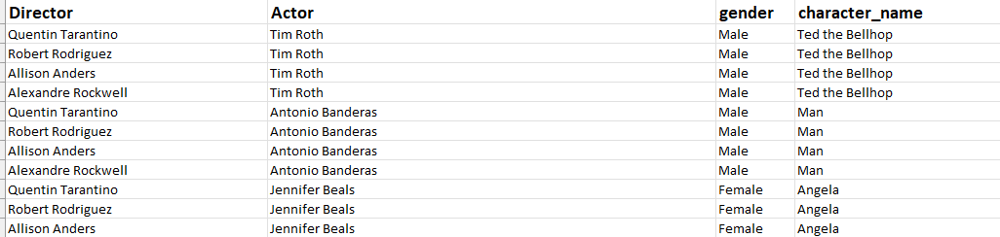 Director Actor gender character_name
Quentin Tarantino Tim Roth Male Ted the Bellhop
Robert Rodriguez Tim Roth Male Ted the Bellhop
Allison Anders Tim Roth Male Ted the Bellhop
Alexandre Rockwell Tim Roth Male Ted the Bellhop
Quentin Tarantino Antonio Banderas Male Man
Robert Rodriguez Antonio Banderas Male Man
Allison Anders Antonio Banderas Male Man
Alexandre Rockwell Antonio Banderas Male Man
Quentin Tarantino Jennifer Beals Female Angela
Robert Rodriguez Jennifer Beals Female Angela
Allison Anders Jennifer Beals Female Angela